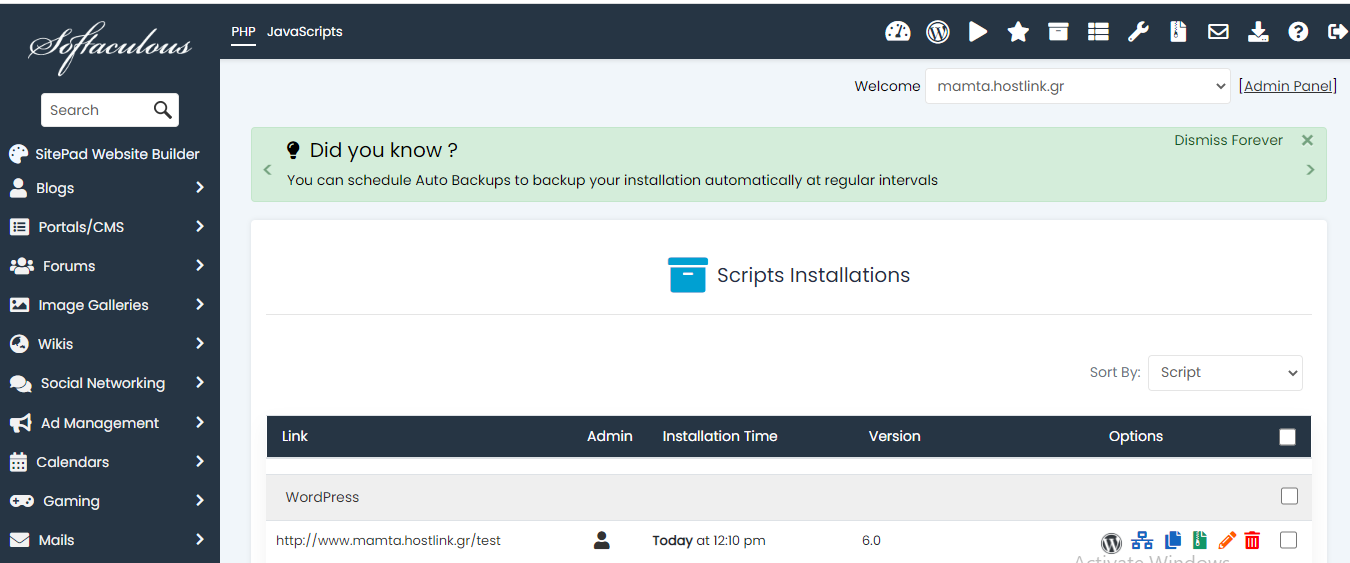 Softaculous
PHP JavaScripts
Search
Welcome mamta.hostlink.gr [Admin Panel]
Did you know ?
Dismiss Forever
You can schedule Auto Backups to backup your installation automatically at regular intervals
SitePad Website Builder
Blogs
Portals/CMS
Forums
Image Galleries
Wikis
Social Networking
Ad Management
Calendars
Gaming
Mails
Scripts Installations
Sort By: Script
Link Admin Installation Time Version Options
WordPress
http://www.mamta.hostlink.gr/test Today at 12:10 pm 6.0
Activate Windows